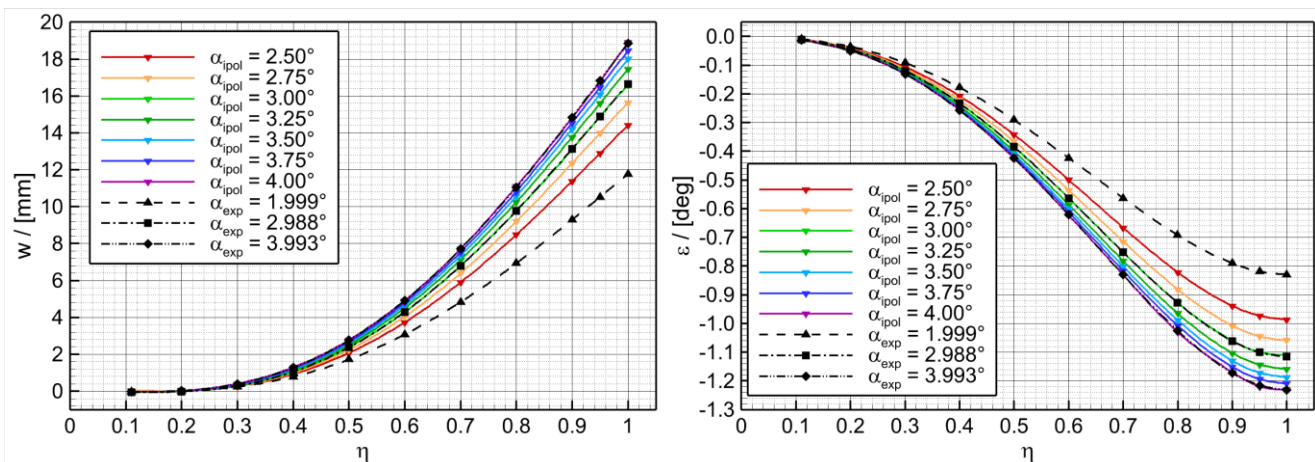 20
18
16
14
12
10
8
6
4
2
0
w / [mm]
α_ipol = 2.50°
α_ipol = 2.75°
α_ipol = 3.00°
α_ipol = 3.25°
α_ipol = 3.50°
α_ipol = 3.75°
α_ipol = 4.00°
α_exp = 1.999°
α_exp = 2.988°
α_exp = 3.993°
0 0.1 0.2 0.3 0.4 0.5 0.6 0.7 0.8 0.9 1
η
0.0
-0.1
-0.2
-0.3
-0.4
-0.5
-0.6
-0.7
-0.8
-0.9
-1.0
-1.1
-1.2
-1.3
ε / [deg]
α_ipol = 2.50°
α_ipol = 2.75°
α_ipol = 3.00°
α_ipol = 3.25°
α_ipol = 3.50°
α_ipol = 3.75°
α_ipol = 4.00°
α_exp = 1.999°
α_exp = 2.988°
α_exp = 3.993°
0 0.1 0.2 0.3 0.4 0.5 0.6 0.7 0.8 0.9 1
η